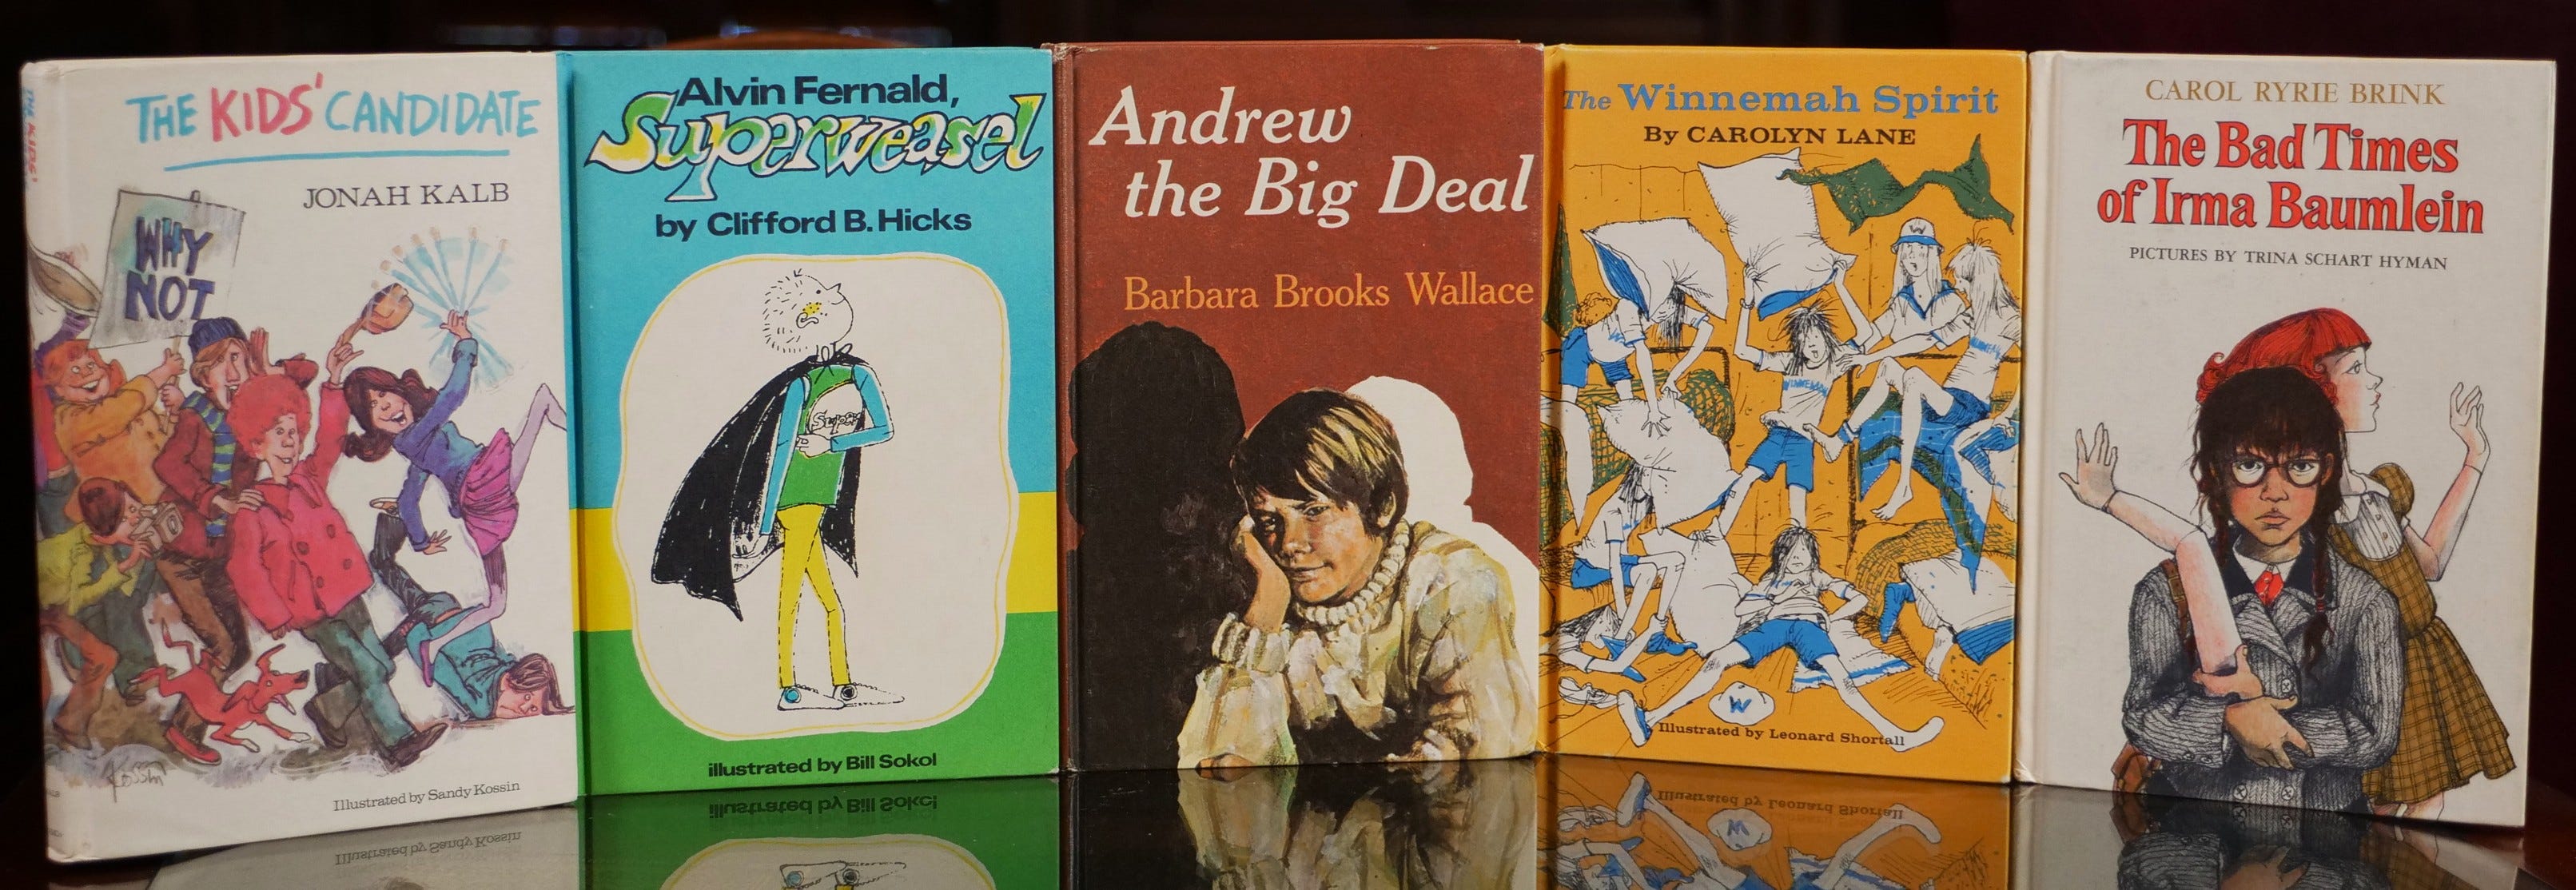 THE KIDS' CANDIDATE
JONAH KALB
WHY
NOT
Kossin
Illustrated by Sandy Kossin
Alvin Fernald,
Superweasel
by Clifford B. Hicks
illustrated by Bill Sokol
Andrew
the Big Deal
Barbara Brooks Wallace
The Winnemah Spirit
By CAROLYN LANE
W
WINNEMAH
W
Illustrated by Leonard Shortall
CAROL RYRIE BRINK
The Bad Times
of Irma Baumlein
PICTURES BY TRINA SCHART HYMAN